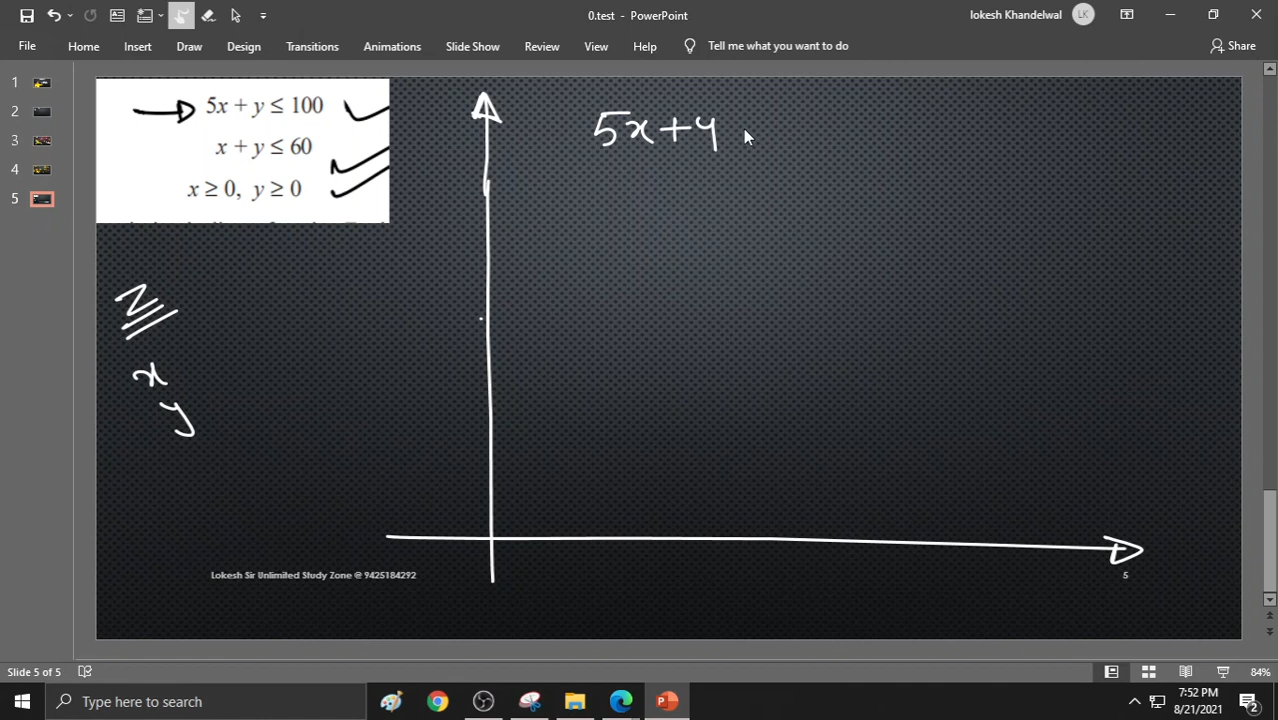 0.test - PowerPoint
lokesh Khandelwal LK
File Home Insert Draw Design Transitions Animations Slide Show Review View Help Tell me what you want to do Share
1
2
3
4
5
5x + y ≤ 100
x + y ≤ 60
x ≥ 0, y ≥ 0
5x+y
x
y
Lokesh Sir Unlimited Study Zone @ 9425184292
5
Slide 5 of 5
84%
Type here to search
7:52 PM
8/21/2021
2